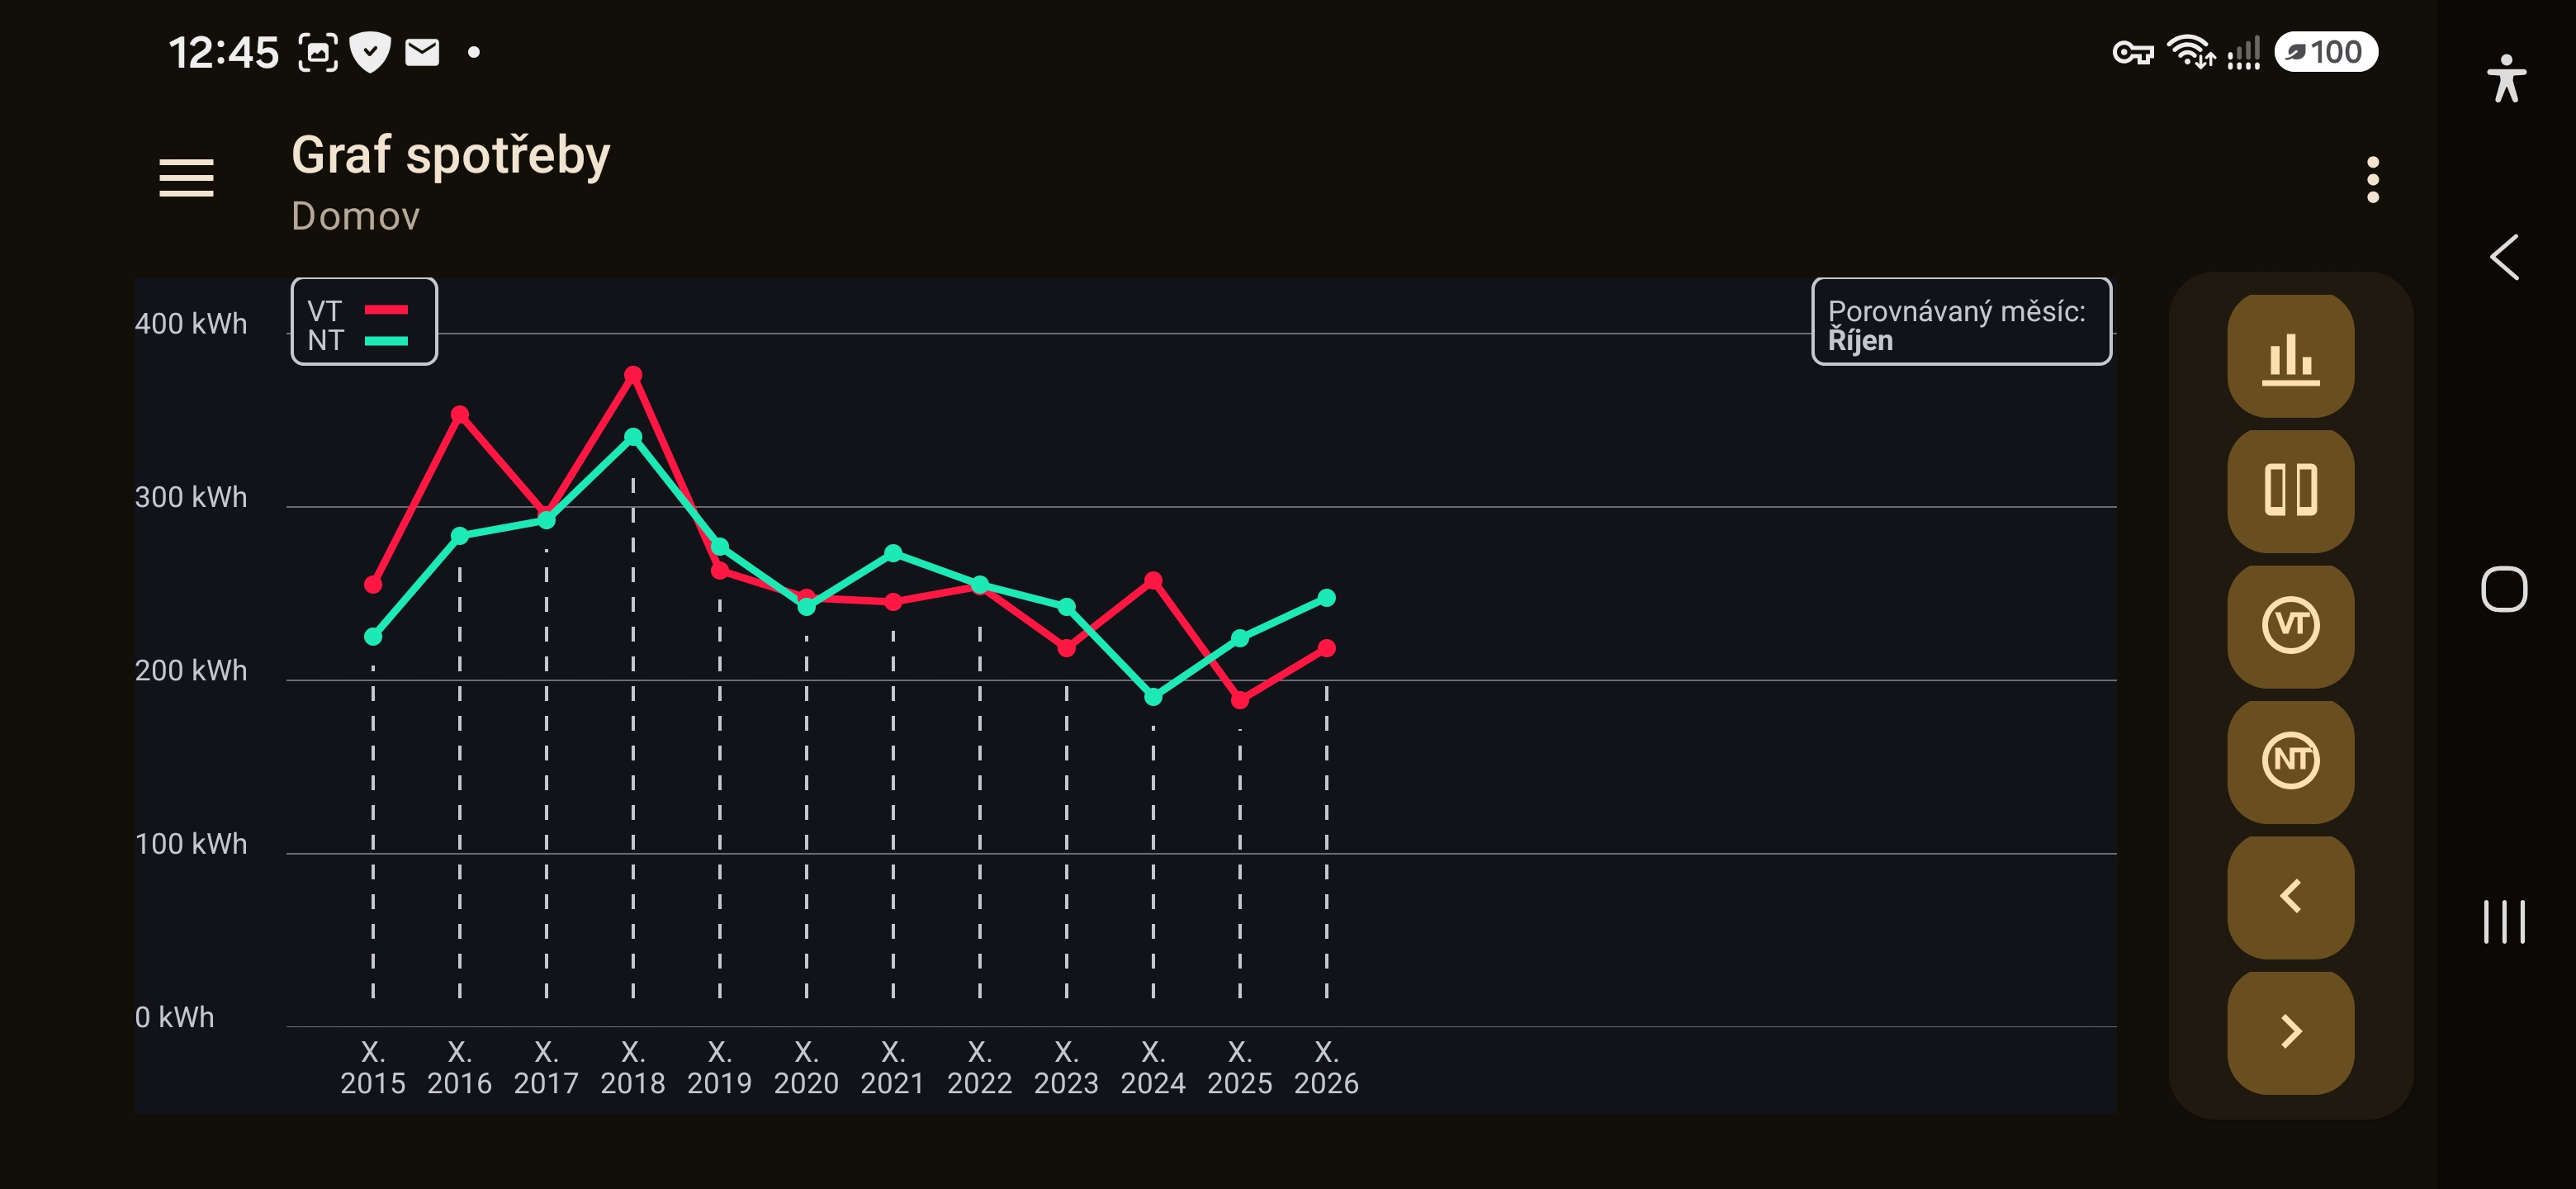 12:45
100
Graf spotřeby
Domov
VT
NT
Porovnávaný měsíc:
Říjen
400 kWh
300 kWh
200 kWh
100 kWh
0 kWh
X. X. X. X. X. X. X. X. X. X. X. X.
2015 2016 2017 2018 2019 2020 2021 2022 2023 2024 2025 2026
VT
NT